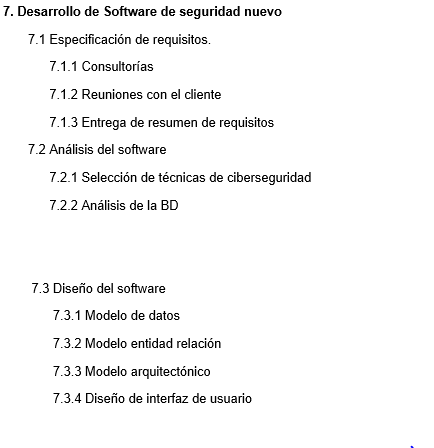 7. Desarrollo de Software de seguridad nuevo
7.1 Especificación de requisitos.
7.1.1 Consultorías
7.1.2 Reuniones con el cliente
7.1.3 Entrega de resumen de requisitos
7.2 Análisis del software
7.2.1 Selección de técnicas de ciberseguridad
7.2.2 Análisis de la BD
7.3 Diseño del software
7.3.1 Modelo de datos
7.3.2 Modelo entidad relación
7.3.3 Modelo arquitectónico
7.3.4 Diseño de interfaz de usuario